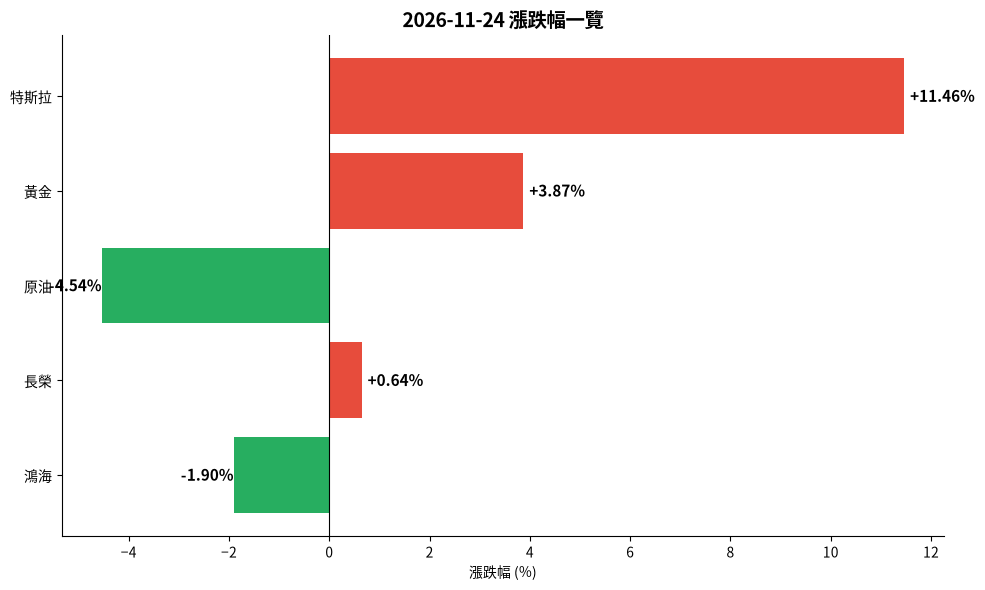 2026-11-24 漲跌幅一覽
特斯拉
+11.46%
黃金
+3.87%
原油
-4.54%
長榮
+0.64%
鴻海
-1.90%
−4 −2 0 2 4 6 8 10 12
漲跌幅 (%)